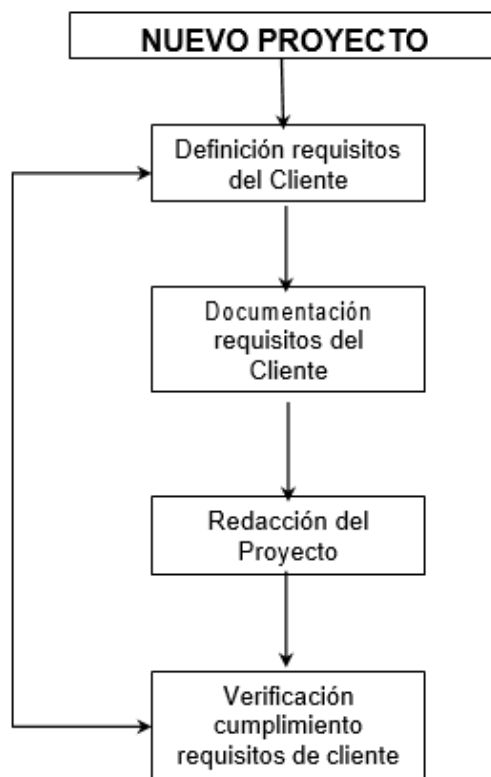 NUEVO PROYECTO
Definición requisitos
del Cliente
Documentación
requisitos del
Cliente
Redacción del
Proyecto
Verificación
cumplimiento
requisitos de cliente